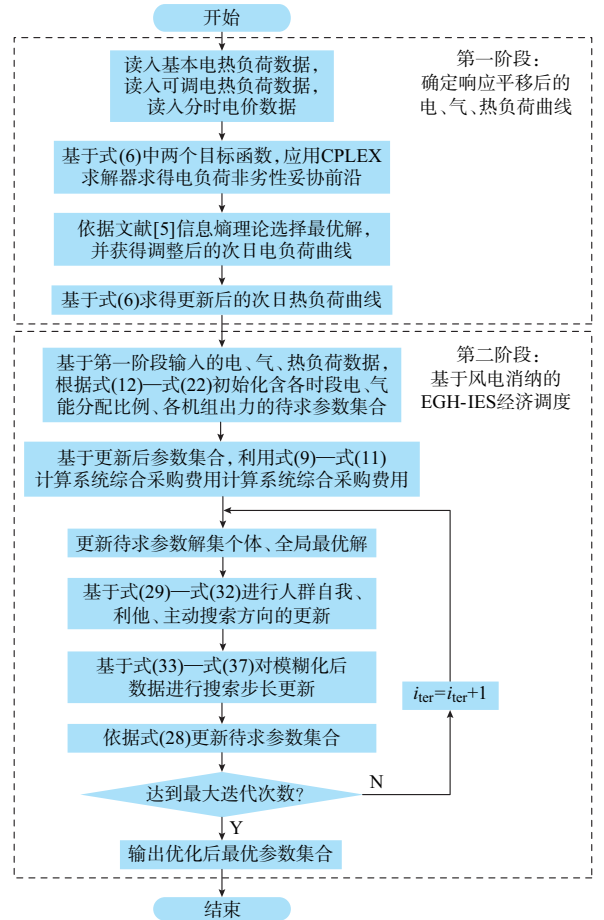 开始
第一阶段：
确定响应平移后的
电、气、热负荷曲线
读入基本电热负荷数据，
读入可调电热负荷数据，
读入分时电价数据
基于式(6)中两个目标函数，应用CPLEX
求解器求得电负荷非劣性妥协前沿
依据文献[5]信息熵理论选择最优解，
并获得调整后的次日电负荷曲线
基于式(6)求得更新后的次日热负荷曲线
第二阶段：
基于风电消纳的
EGH-IES经济调度
基于第一阶段输入的电、气、热负荷数据，
根据式(12)—式(22)初始化含各时段电、气
能分配比例、各机组出力的待求参数集合
基于更新后参数集合，利用式(9)—式(11)
计算系统综合采购费用计算系统综合采购费用
更新待求参数解集个体、全局最优解
基于式(29)—式(32)进行人群自我、
利他、主动搜索方向的更新
基于式(33)—式(37)对模糊化后
数据进行搜索步长更新
iter=iter+1
依据式(28)更新待求参数集合
达到最大迭代次数?
N
Y
输出优化后最优参数集合
结束